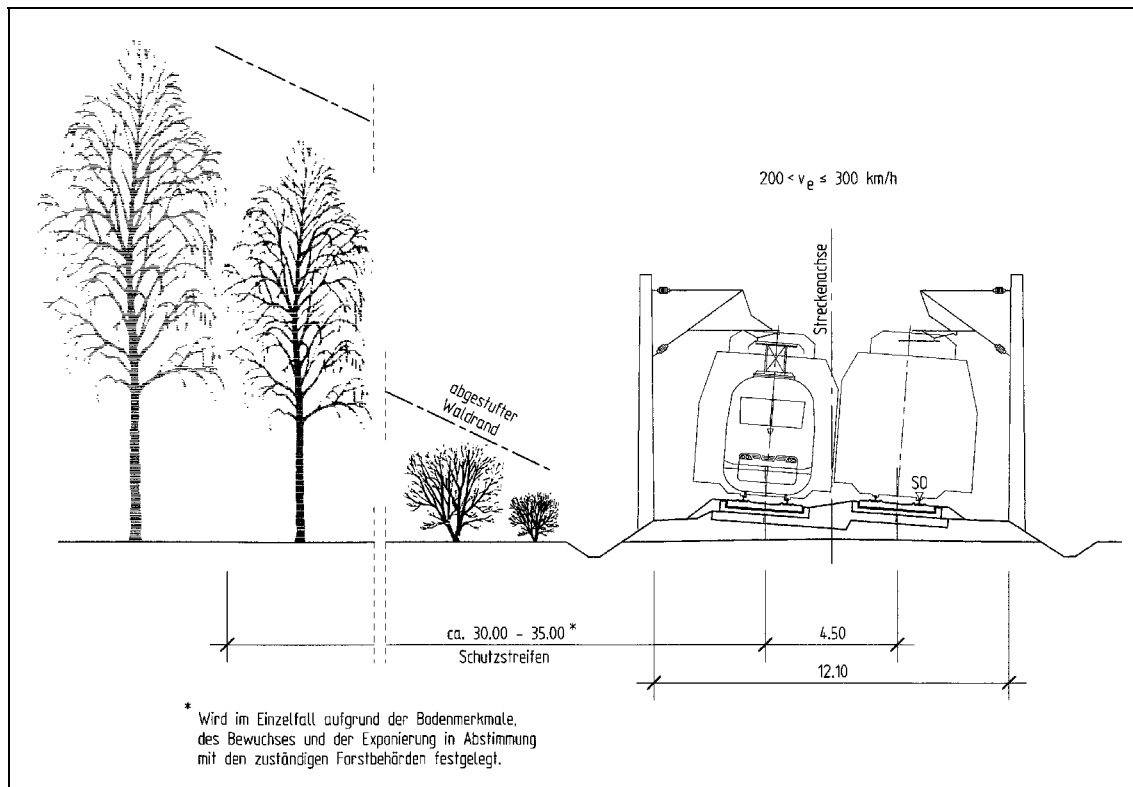 200 < ve ≤ 300 km/h
Streckenachse
abgestufter
Waldrand
SO
ca. 30.00 - 35.00 *
4.50
Schutzstreifen
12.10
* Wird im Einzelfall aufgrund der Bodenmerkmale,
des Bewuchses und der Exponierung in Abstimmung
mit den zuständigen Forstbehörden festgelegt.